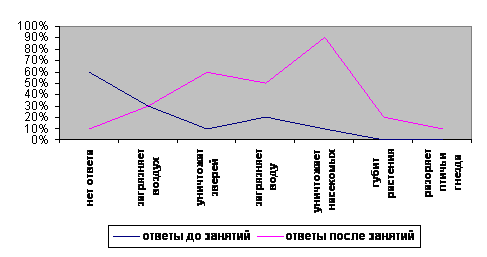 100%
90%
80%
70%
60%
50%
40%
30%
20%
10%
0%
нет ответа
загрязняет
воздух
уничтожат
зверей
загрязняет
воду
уничтожает
насекомых
губит
растения
разоряет
птичьи
гнезда
ответы до занятий
ответы после занятий